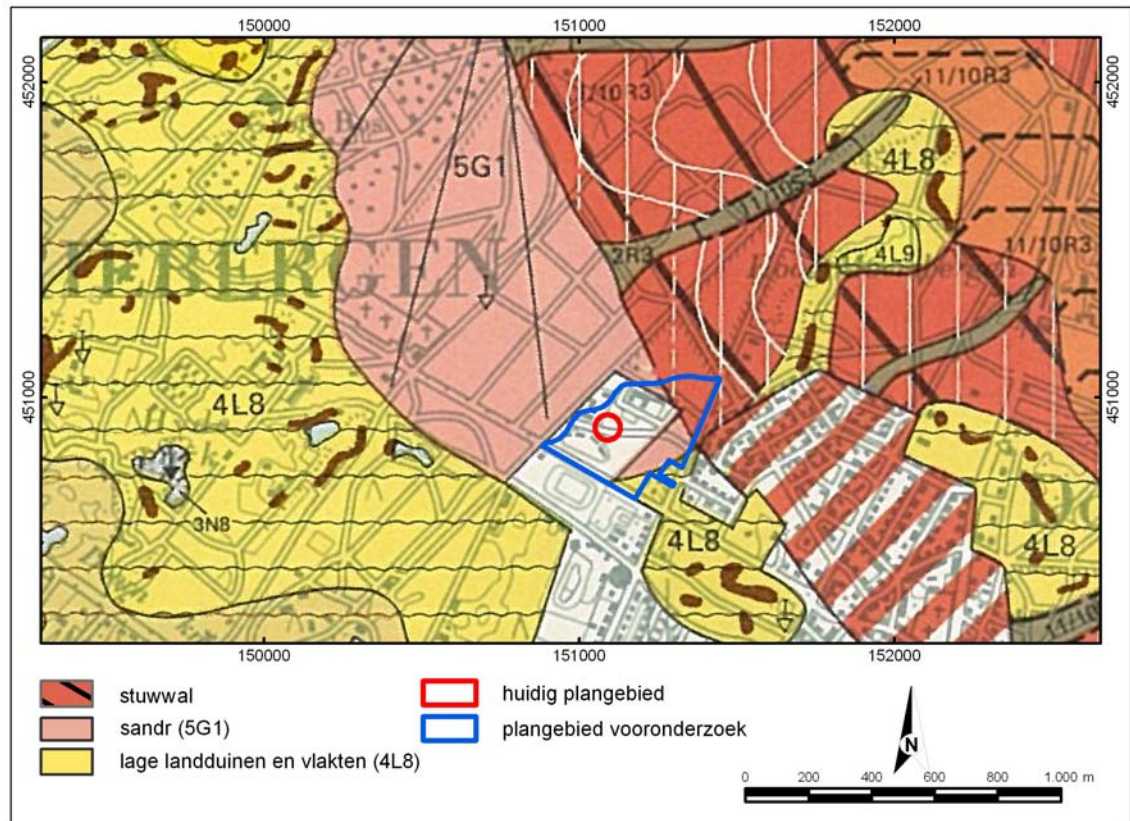 150000 151000 152000
452000 452000
11/10R3
11/10R3
5G1
4L8
11/10R3
2R3
4L9
11/10R3
451000 451000
4L8
3N8
4L8
4L8
150000 151000 152000
stuwwal
sandr (5G1)
lage landduinen en vlakten (4L8)
huidig plangebied
plangebied vooronderzoek
N
0 200 400 600 800 1.000 m